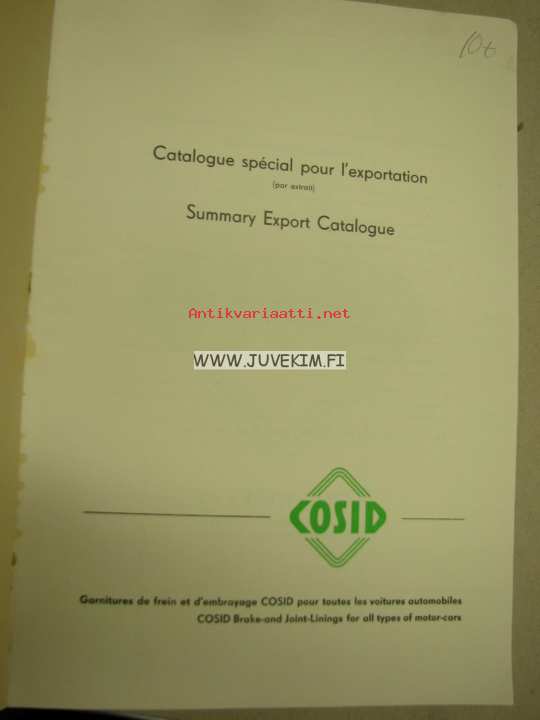 10€
Catalogue spécial pour l'exportation
(par extrait)
Summary Export Catalogue
Antikvariaatti.net
WWW.JUVEKIM.FI
COSID
Garnitures de frein et d'embrayage COSID pour toutes les voitures automobiles
COSID Brake-and Joint-Linings for all types of motor-cars